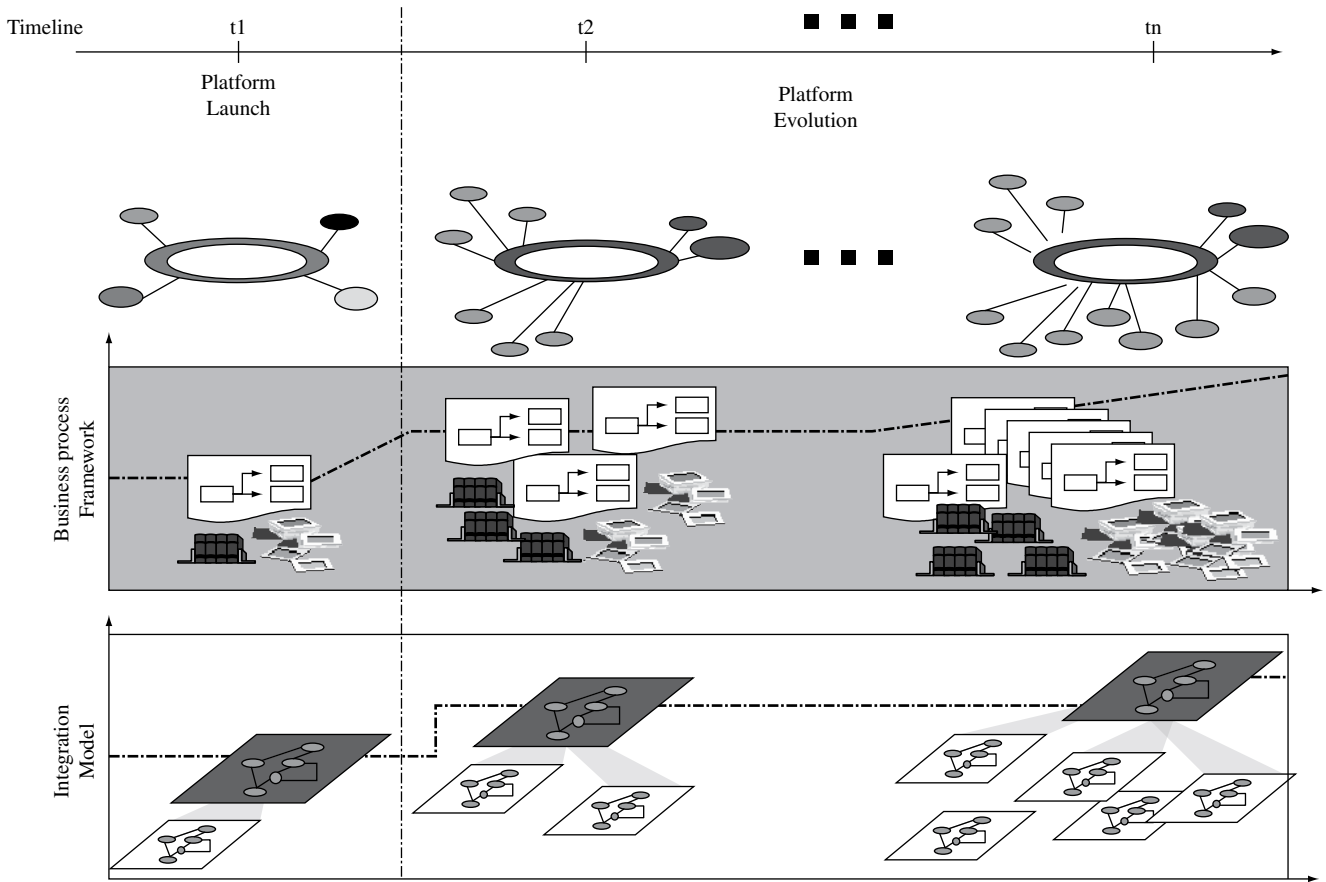 Timeline
t1
t2
tn
Platform
Launch
Platform
Evolution
Business process
Framework
Integration
Model